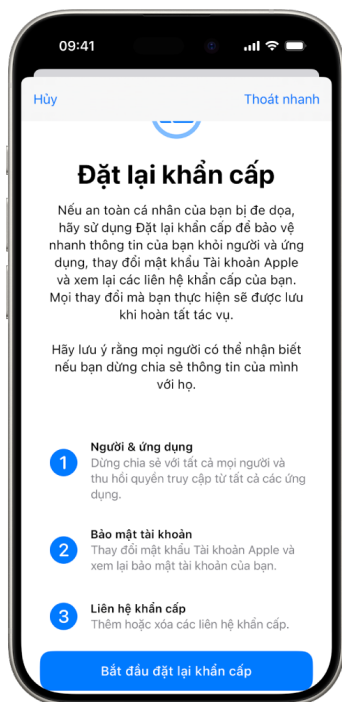 09:41
Hủy
Thoát nhanh
Đặt lại khẩn cấp
Nếu an toàn cá nhân của bạn bị đe dọa,
hãy sử dụng Đặt lại khẩn cấp để bảo vệ
nhanh thông tin của bạn khỏi người và ứng
dụng, thay đổi mật khẩu Tài khoản Apple
và xem lại các liên hệ khẩn cấp của bạn.
Mọi thay đổi mà bạn thực hiện sẽ được lưu
khi hoàn tất tác vụ.
Hãy lưu ý rằng mọi người có thể nhận biết
nếu bạn dừng chia sẻ thông tin của mình
với họ.
1
Người & ứng dụng
Dừng chia sẻ với tất cả mọi người và
thu hồi quyền truy cập từ tất cả các ứng
dụng.
2
Bảo mật tài khoản
Thay đổi mật khẩu Tài khoản Apple và
xem lại bảo mật tài khoản của bạn.
3
Liên hệ khẩn cấp
Thêm hoặc xóa các liên hệ khẩn cấp.
Bắt đầu đặt lại khẩn cấp